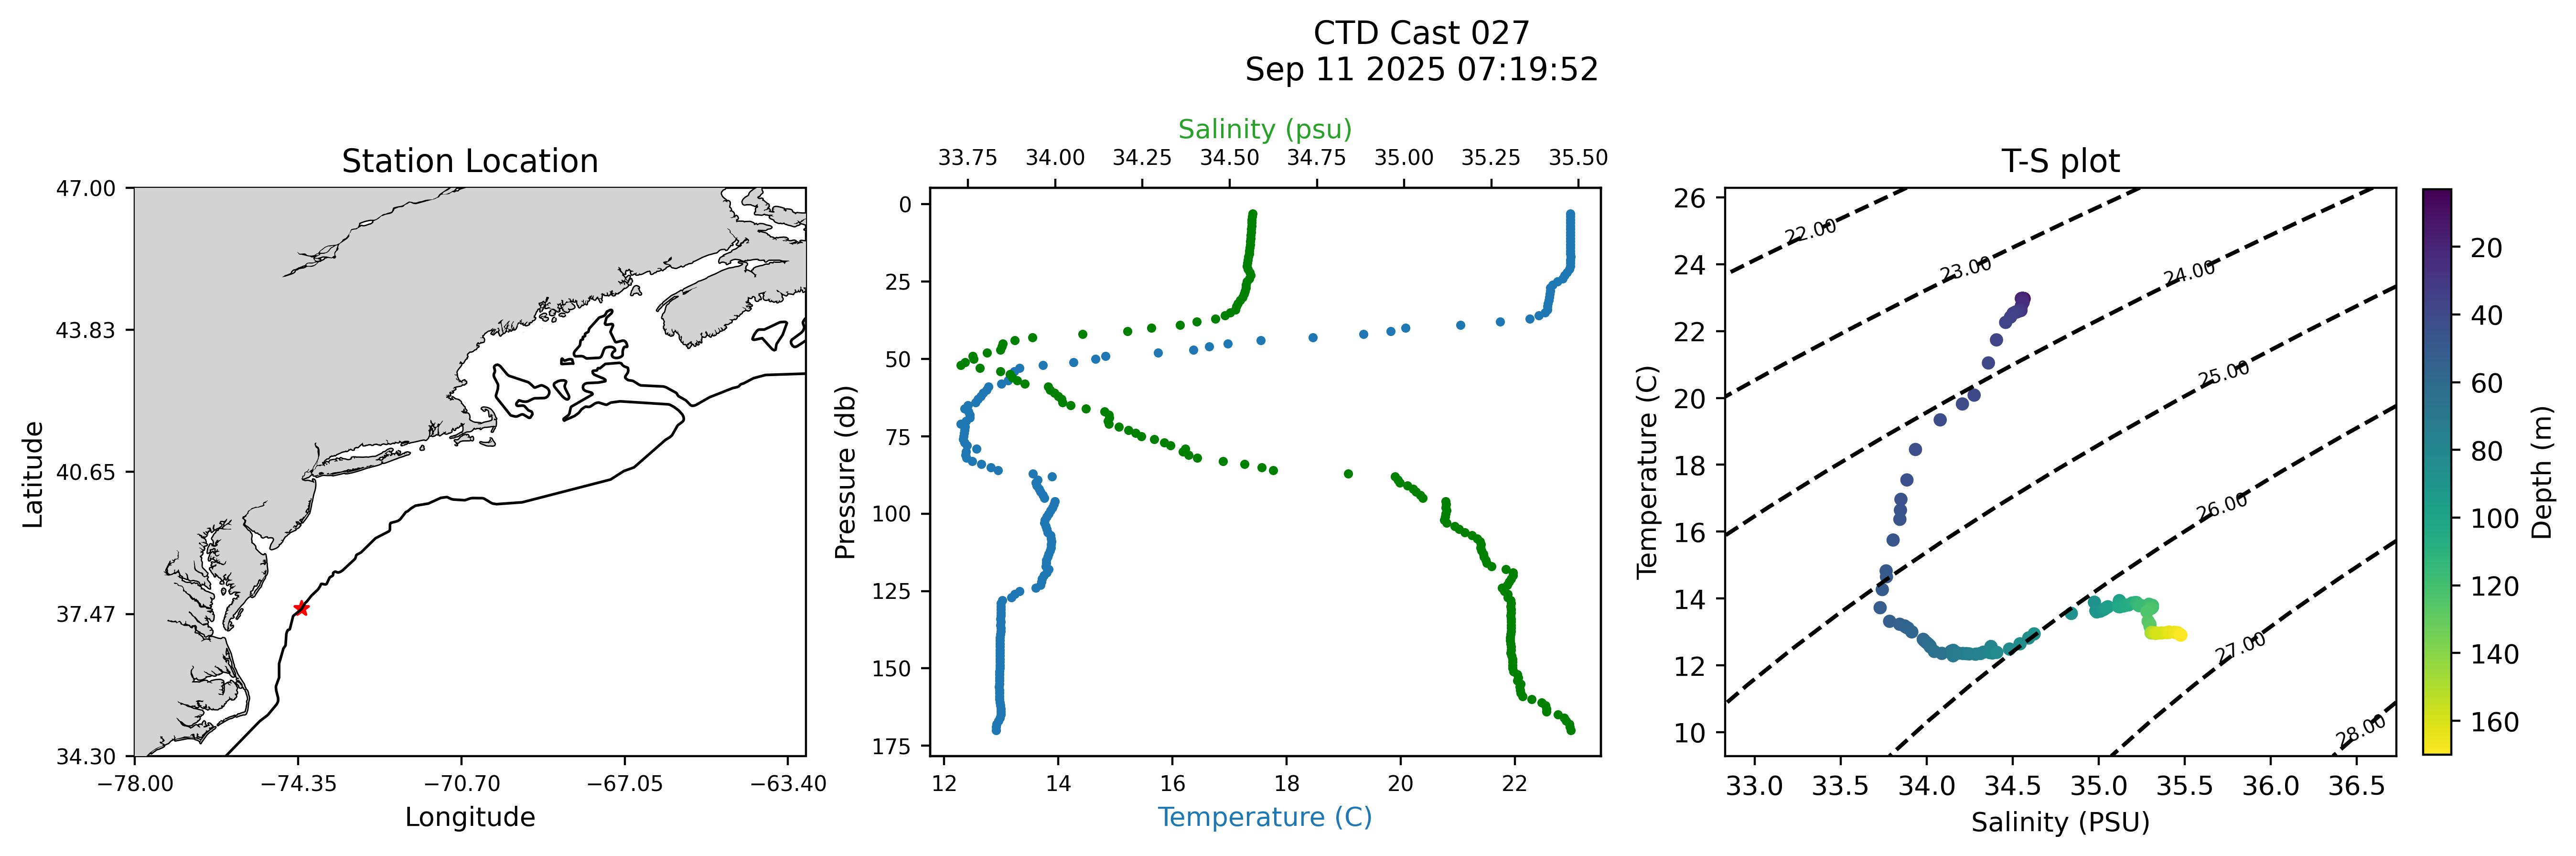 CTD Cast 027
Sep 11 2025 07:19:52
Station Location
47.00
43.83
40.65
37.47
34.30
Latitude
−78.00 −74.35 −70.70 −67.05 −63.40
Longitude
Salinity (psu)
33.75 34.00 34.25 34.50 34.75 35.00 35.25 35.50
0
25
50
75
100
125
150
175
Pressure (db)
12 14 16 18 20 22
Temperature (C)
T-S plot
26
24
22
20
18
16
14
12
10
Temperature (C)
22.00
23.00
24.00
25.00
26.00
27.00
28.00
33.0 33.5 34.0 34.5 35.0 35.5 36.0 36.5
Salinity (PSU)
20
40
60
80
100
120
140
160
Depth (m)